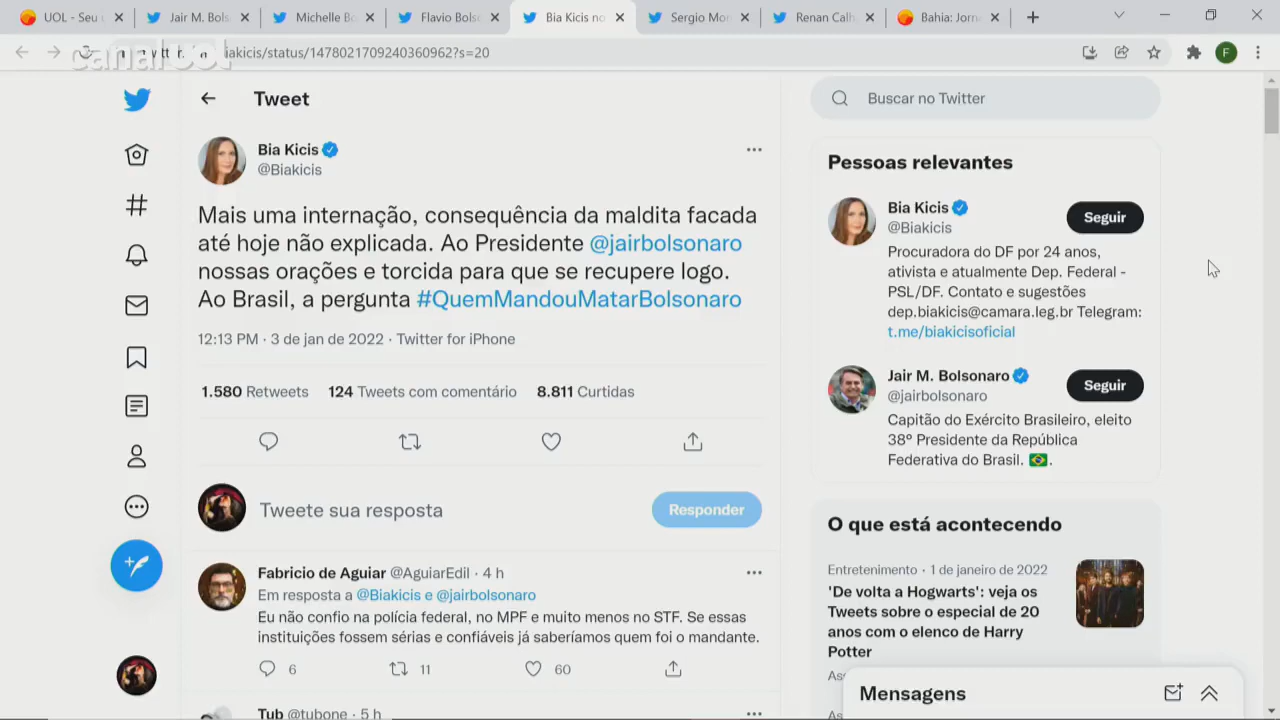 UOL - Seu u
Jair M. Bols
Michelle Bo
Flavio Bols
Bia Kicis no
Sergio Mor
Renan Calh
Bahia: Jorn
canal UOL
iakicis/status/1478021709240360962?s=20
F
Tweet
Bia Kicis
@Biakicis
Mais uma internação, consequência da maldita facada
até hoje não explicada. Ao Presidente @jairbolsonaro
nossas orações e torcida para que se recupere logo.
Ao Brasil, a pergunta #QuemMandouMatarBolsonaro
12:13 PM · 3 de jan de 2022 · Twitter for iPhone
1.580 Retweets 124 Tweets com comentário 8.811 Curtidas
Tweete sua resposta
Responder
Fabricio de Aguiar @AguiarEdil · 4 h
Em resposta a @Biakicis e @jairbolsonaro
Eu não confio na polícia federal, no MPF e muito menos no STF. Se essas
instituições fossem sérias e confiáveis já saberíamos quem foi o mandante.
6 11 60
Tub @tubone · 5 h
Buscar no Twitter
Pessoas relevantes
Bia Kicis
@Biakicis
Seguir
Procuradora do DF por 24 anos,
ativista e atualmente Dep. Federal -
PSL/DF. Contato e sugestões
dep.biakicis@camara.leg.br Telegram:
t.me/biakicisoficial
Jair M. Bolsonaro
@jairbolsonaro
Seguir
Capitão do Exército Brasileiro, eleito
38º Presidente da República
Federativa do Brasil. 🇧🇷.
O que está acontecendo
Entretenimento · 1 de janeiro de 2022
'De volta a Hogwarts': veja os
Tweets sobre o especial de 20
anos com o elenco de Harry
Potter
Mensagens